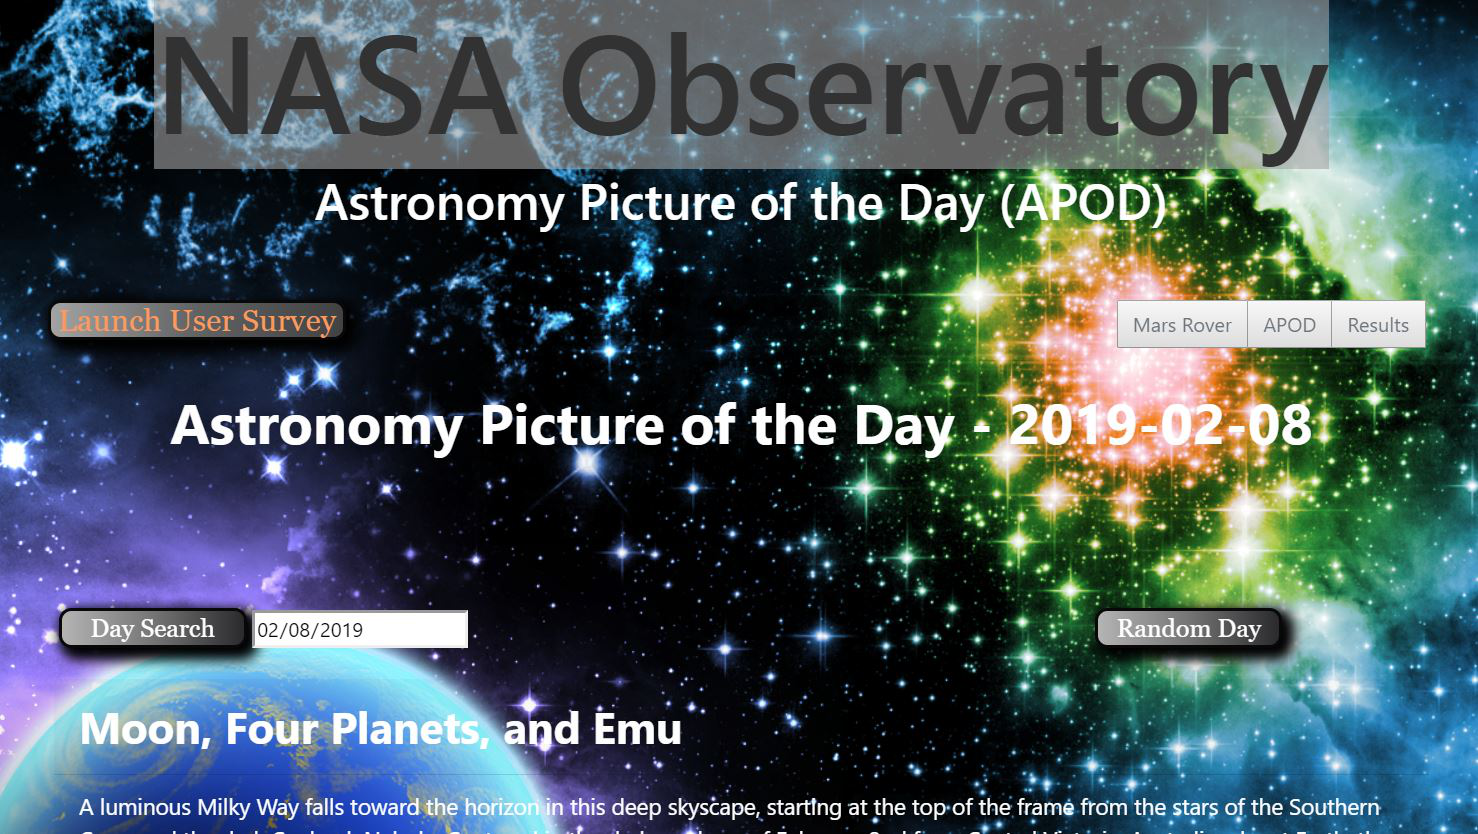 NASA Observatory
Astronomy Picture of the Day (APOD)
Launch User Survey
Mars Rover APOD Results
Astronomy Picture of the Day - 2019-02-08
Day Search 02/08/2019 Random Day
Moon, Four Planets, and Emu
A luminous Milky Way falls toward the horizon in this deep skyscape, starting at the top of the frame from the stars of the Southern